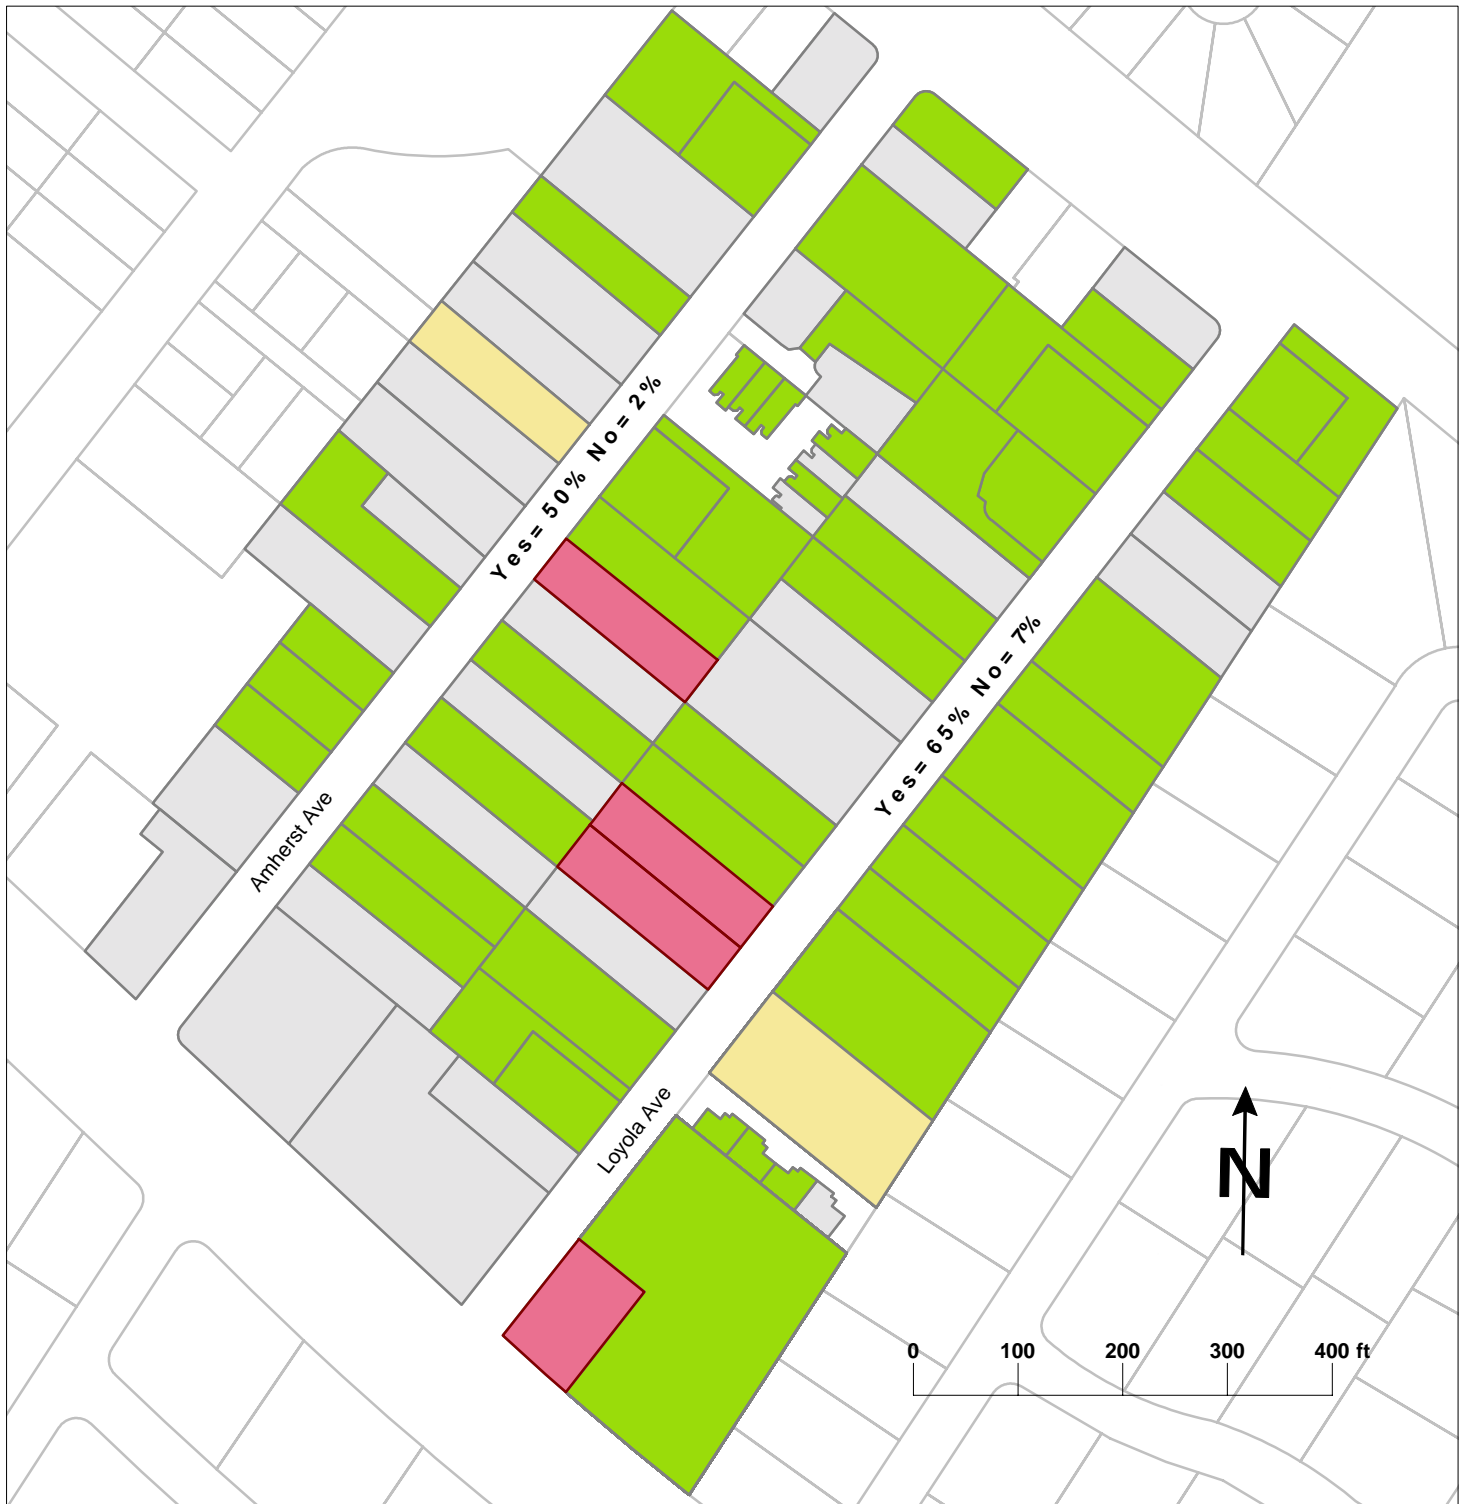 Yes= 50% No= 2%
Yes= 65% No= 7%
Amherst Ave
Loyola Ave
N
0 100 200 300 400 ft